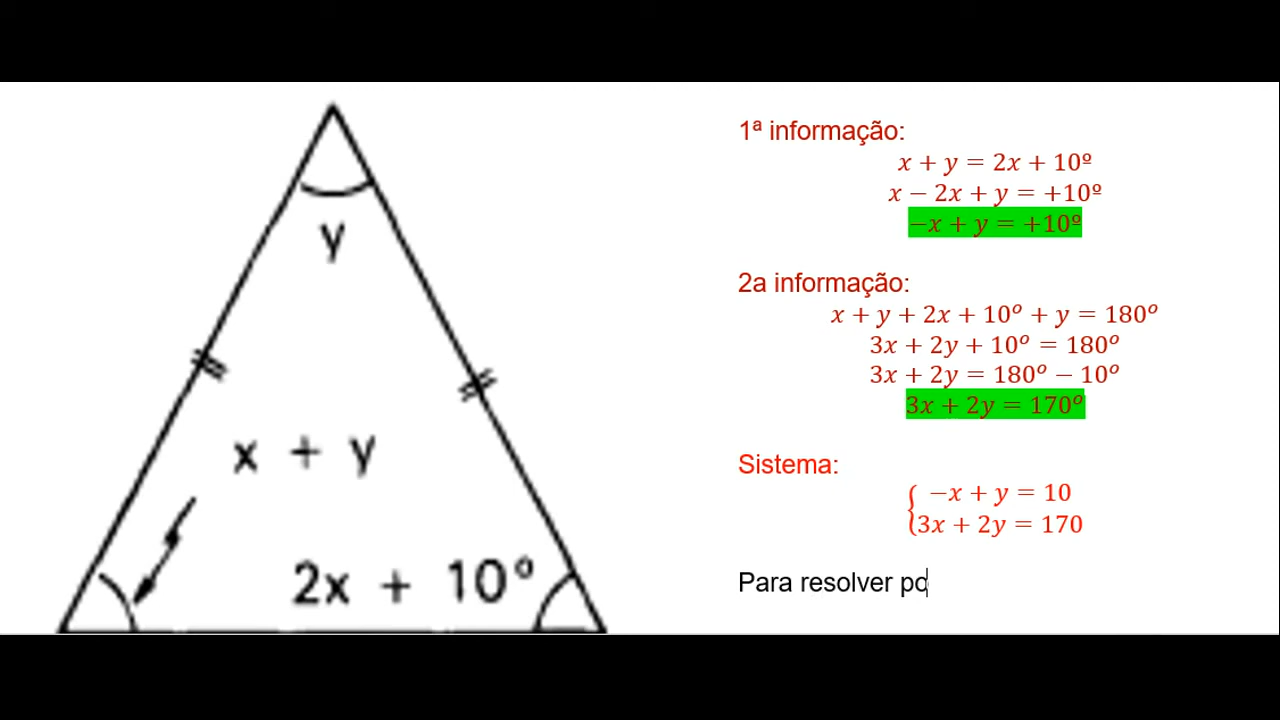 y
x + y
2x + 10º
1ª informação:
x + y = 2x + 10º
x − 2x + y = +10º
−x + y = +10º
2a informação:
x + y + 2x + 10º + y = 180º
3x + 2y + 10º = 180º
3x + 2y = 180º − 10º
3x + 2y = 170º
Sistema:
−x + y = 10
3x + 2y = 170
Para resolver po